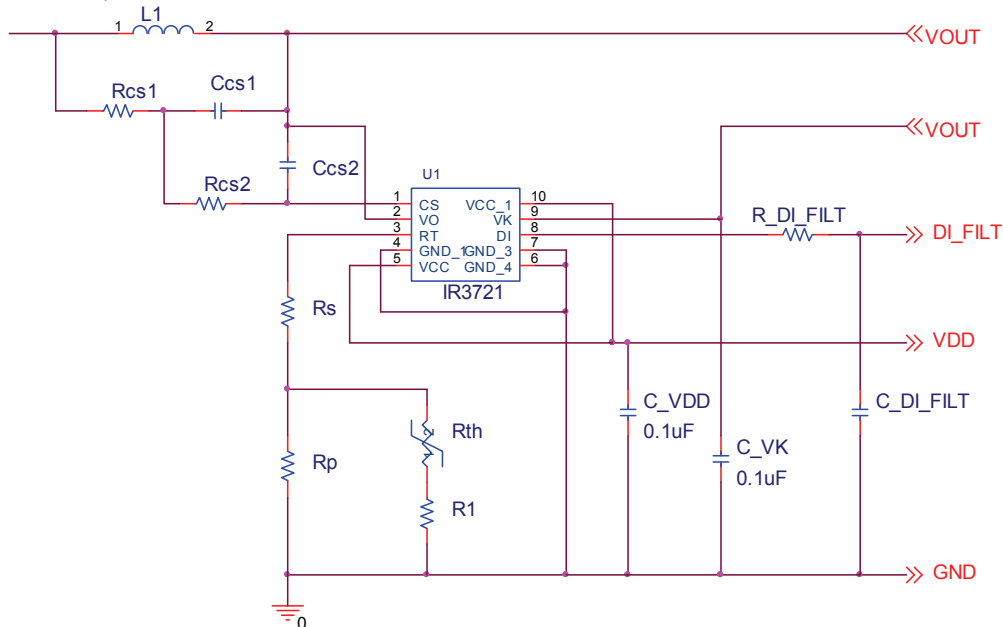 L1
1 2
VOUT
Rcs1
Ccs1
VOUT
Ccs2
Rcs2
U1
1 CS VCC_1 10
2 VO VK 9
3 RT DI 8
4 GND_1 GND_3 7
5 VCC GND_4 6
IR3721
R_DI_FILT
DI_FILT
Rs
VDD
C_VDD
0.1uF
C_DI_FILT
Rth
1 2
C_VK
0.1uF
Rp
R1
GND
0